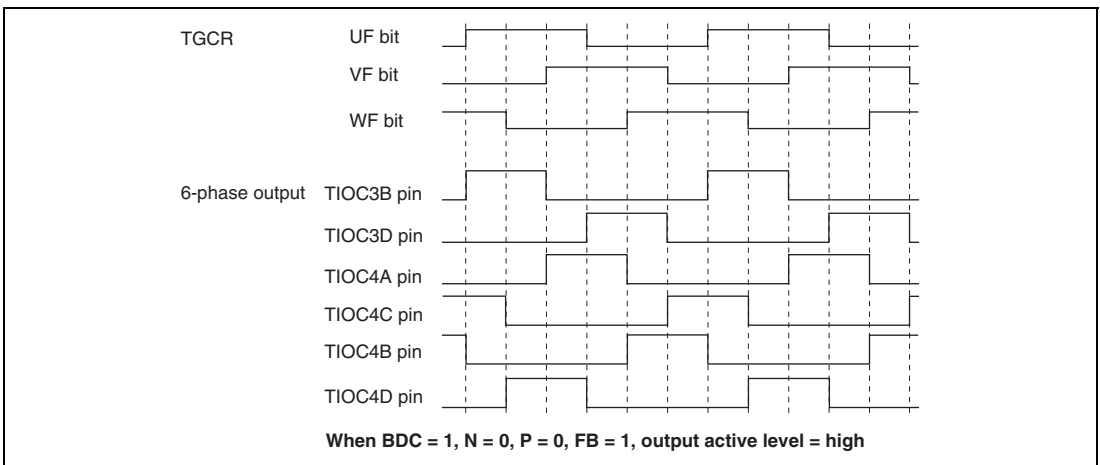 TGCR UF bit
VF bit
WF bit
6-phase output TIOC3B pin
TIOC3D pin
TIOC4A pin
TIOC4C pin
TIOC4B pin
TIOC4D pin
When BDC = 1, N = 0, P = 0, FB = 1, output active level = high